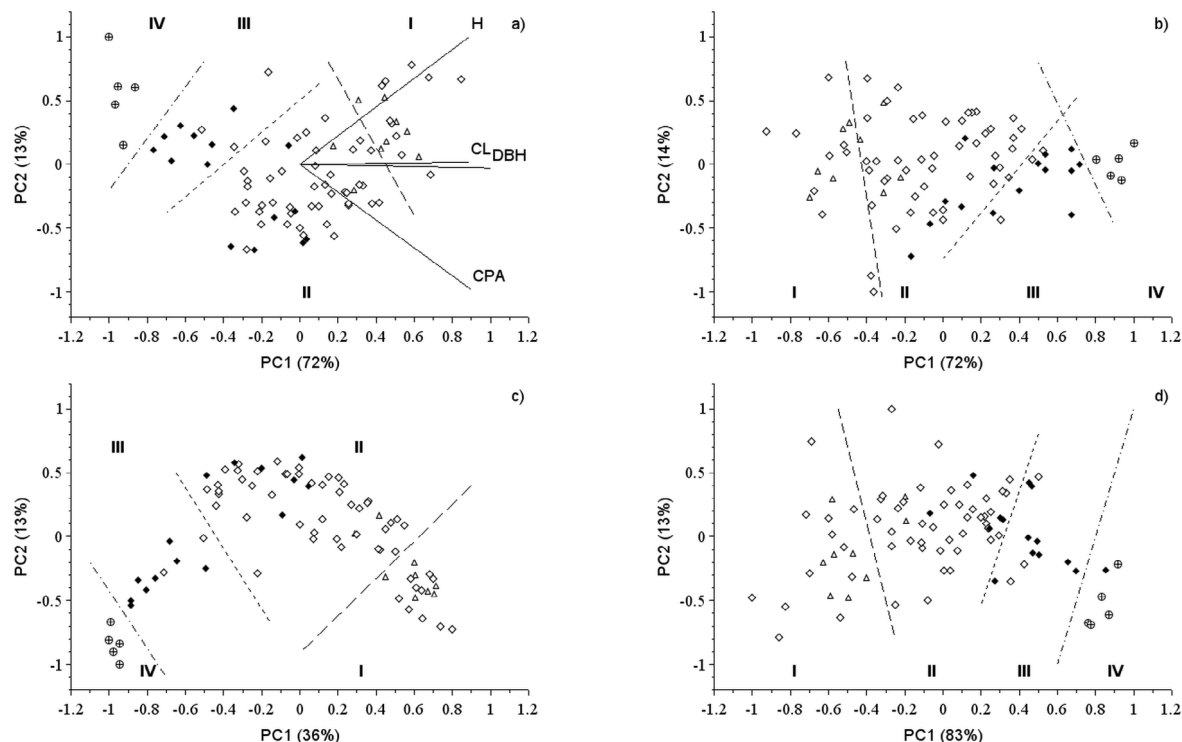 IV III I H a)
1
0.5
0
-0.5
-1
PC2 (13%)
CL
DBH
CPA
II
-1.2 -1 -0.8 -0.6 -0.4 -0.2 0 0.2 0.4 0.6 0.8 1 1.2
PC1 (72%)
b)
1
0.5
0
-0.5
-1
PC2 (14%)
I II III IV
-1.2 -1 -0.8 -0.6 -0.4 -0.2 0 0.2 0.4 0.6 0.8 1 1.2
PC1 (72%)
c)
III II
1
0.5
0
-0.5
-1
PC2 (13%)
IV I
-1.2 -1 -0.8 -0.6 -0.4 -0.2 0 0.2 0.4 0.6 0.8 1 1.2
PC1 (36%)
d)
1
0.5
0
-0.5
-1
PC2 (13%)
I II III IV
-1.2 -1 -0.8 -0.6 -0.4 -0.2 0 0.2 0.4 0.6 0.8 1 1.2
PC1 (83%)